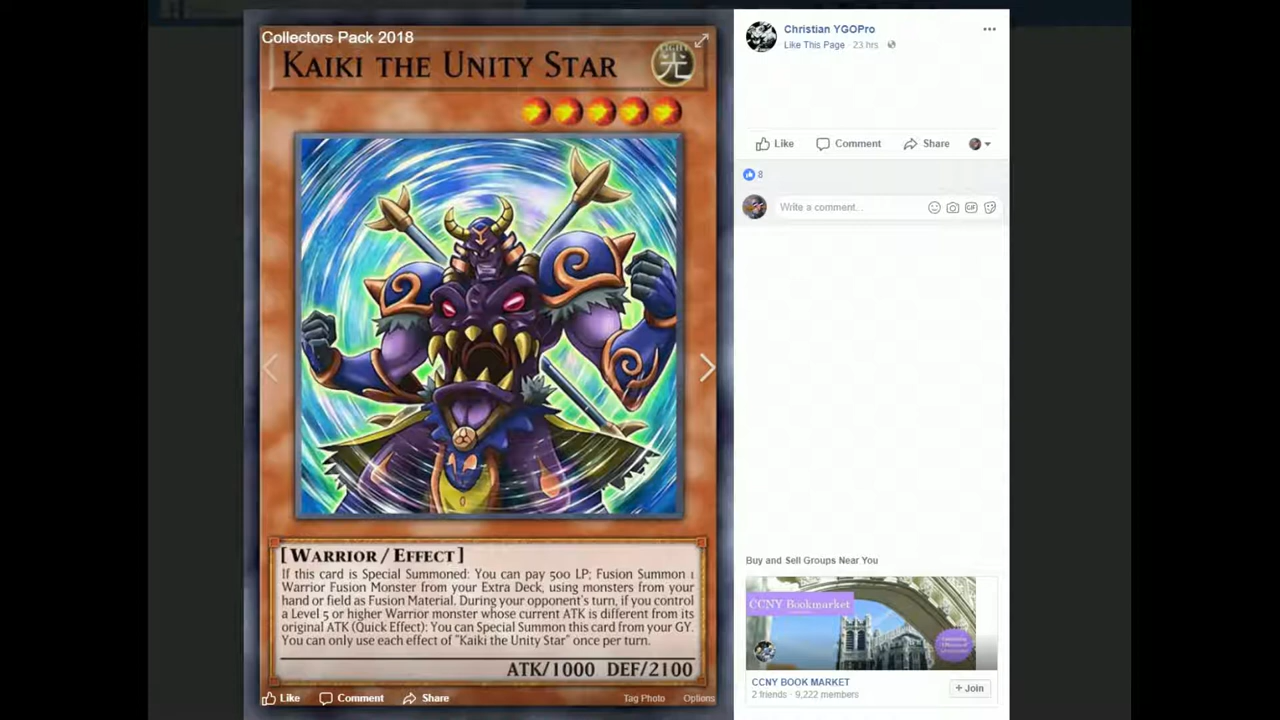 Collectors Pack 2018
KAIKI THE UNITY STAR
LIGHT
光
[WARRIOR/EFFECT]
If this card is Special Summoned: You can pay 500 LP; Fusion Summon 1
Warrior Fusion Monster from your Extra Deck, using monsters from your
hand or field as Fusion Material. During your opponent's turn, if you control
a Level 5 or higher Warrior monster whose current ATK is different from its
original ATK (Quick Effect): You can Special Summon this card from your GY.
You can only use each effect of "Kaiki the Unity Star" once per turn.
ATK/1000 DEF/2100
Like Comment Share
Tag Photo Options
Christian YGOPro
Like This Page · 23 hrs
Like Comment Share
8
Write a comment...
GIF
Buy and Sell Groups Near You
CCNY Bookmarket
CCNY BOOK MARKET
2 friends · 9,222 members
+ Join